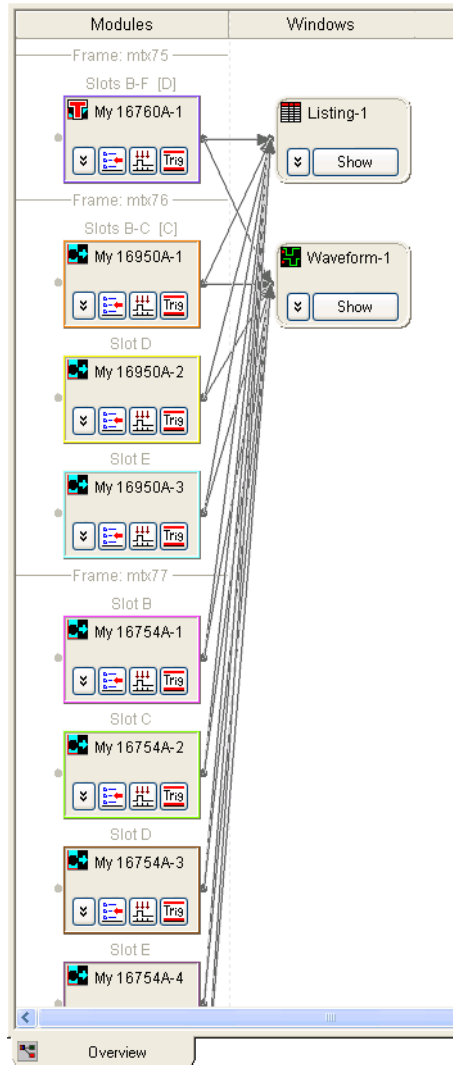 Modules Windows
Frame: mtx75
Slots B-F [D]
My 16760A-1
Trig
Listing-1
Show
Frame: mtx76
Slots B-C [C]
My 16950A-1
Trig
Waveform-1
Show
Slot D
My 16950A-2
Trig
Slot E
My 16950A-3
Trig
Frame: mtx77
Slot B
My 16754A-1
Trig
Slot C
My 16754A-2
Trig
Slot D
My 16754A-3
Trig
Slot E
My 16754A-4
Overview